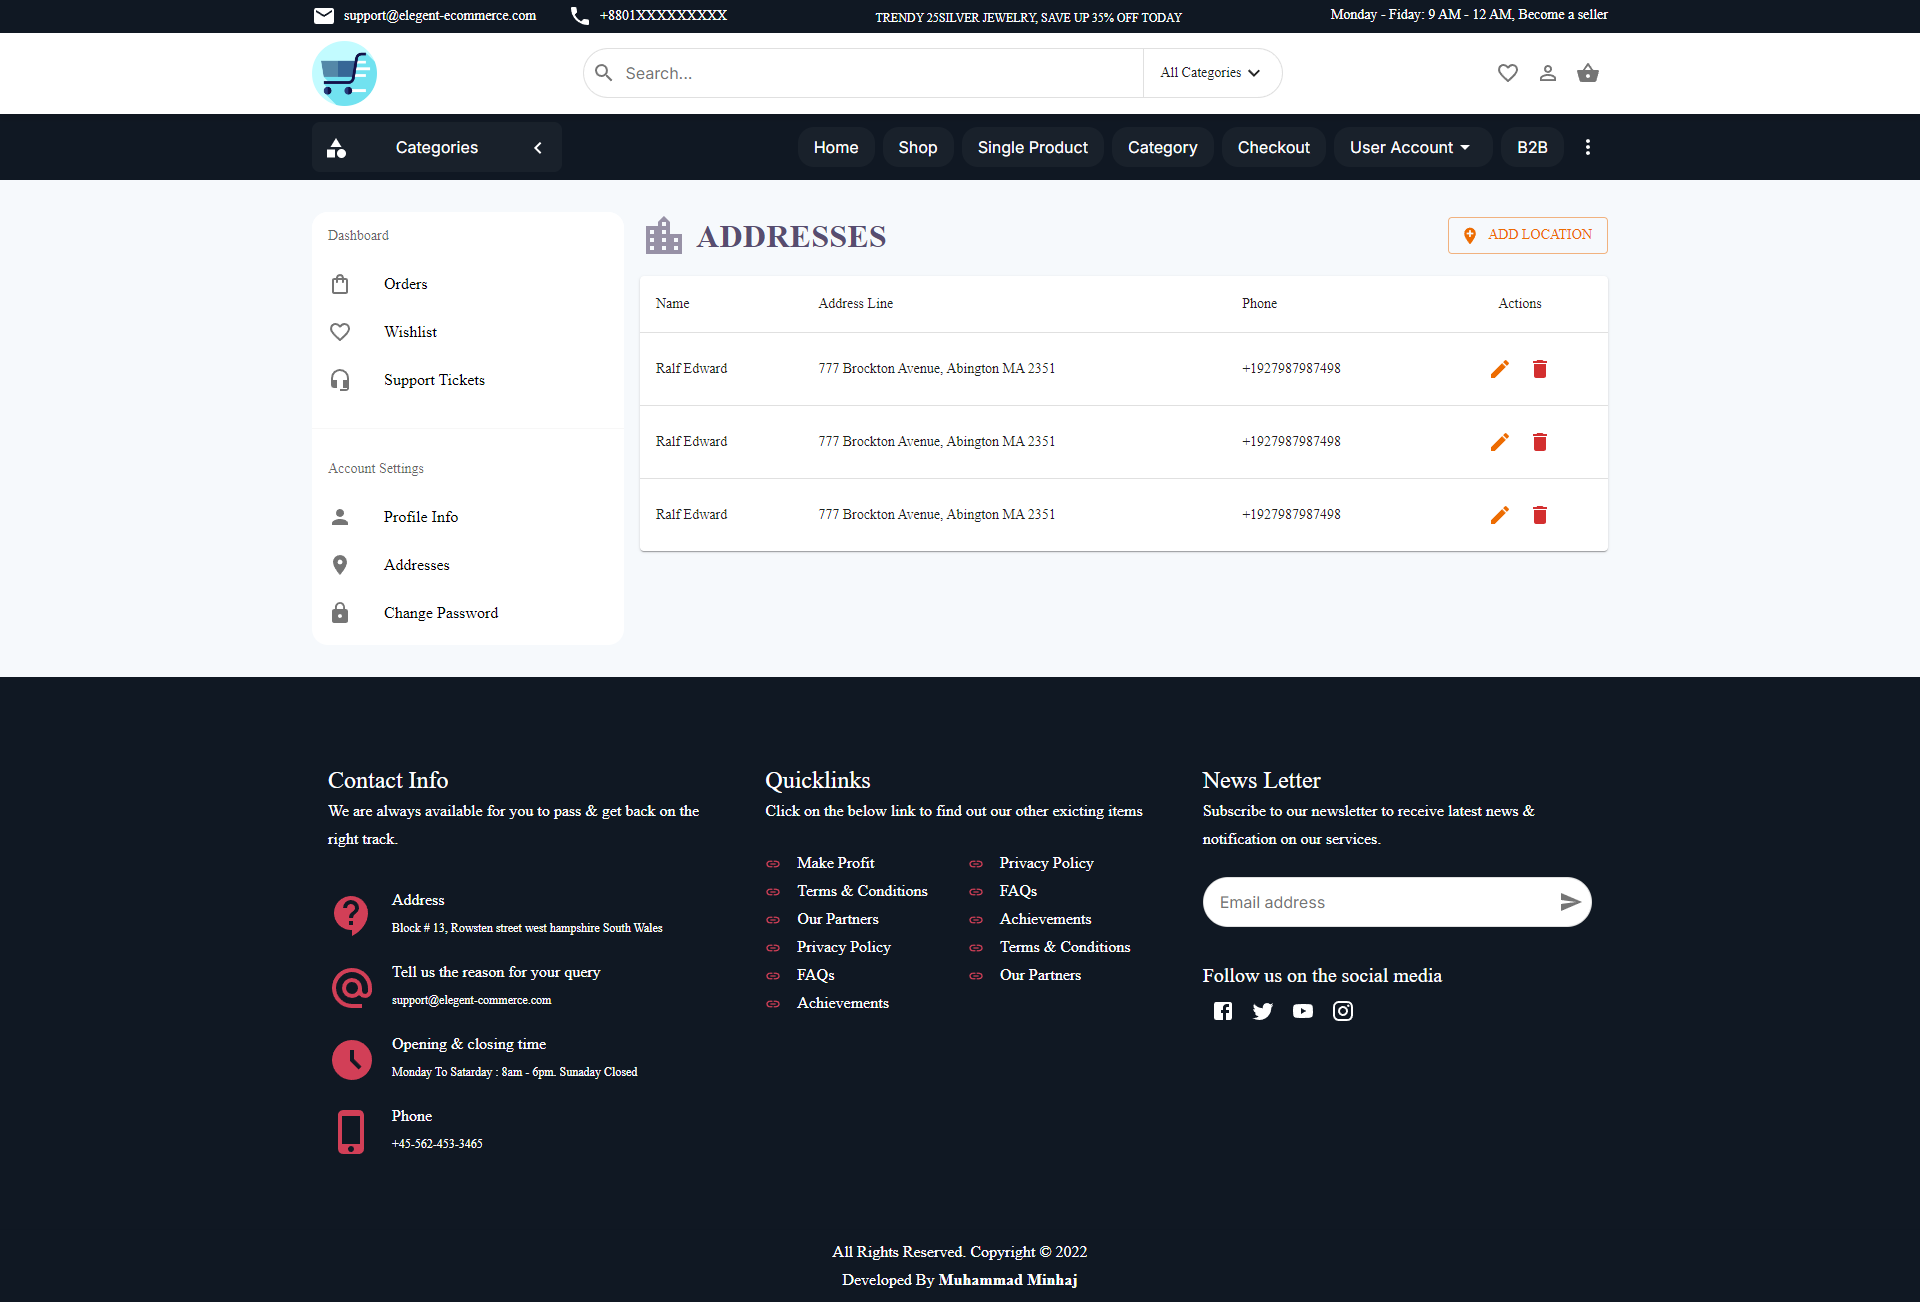 support@elegent-ecommerce.com
+8801XXXXXXXXX
TRENDY 25SILVER JEWELRY, SAVE UP 35% OFF TODAY
Monday - Fiday: 9 AM - 12 AM, Become a seller
Search...
All Categories
Categories
Home
Shop
Single Product
Category
Checkout
User Account
B2B
Dashboard
Orders
Wishlist
Support Tickets
Account Settings
Profile Info
Addresses
Change Password
ADDRESSES
ADD LOCATION
Name Address Line Phone Actions
Ralf Edward 777 Brockton Avenue, Abington MA 2351 +1927987987498
Ralf Edward 777 Brockton Avenue, Abington MA 2351 +1927987987498
Ralf Edward 777 Brockton Avenue, Abington MA 2351 +1927987987498
Contact Info
We are always available for you to pass & get back on the
right track.
Address
Block # 13, Rowsten street west hampshire South Wales
Tell us the reason for your query
support@elegent-commerce.com
Opening & closing time
Monday To Satarday : 8am - 6pm. Sunaday Closed
Phone
+45-562-453-3465
Quicklinks
Click on the below link to find out our other exicting items
Make Profit
Terms & Conditions
Our Partners
Privacy Policy
FAQs
Achievements
Privacy Policy
FAQs
Achievements
Terms & Conditions
Our Partners
News Letter
Subscribe to our newsletter to receive latest news &
notification on our services.
Email address
Follow us on the social media
All Rights Reserved. Copyright © 2022
Developed By Muhammad Minhaj